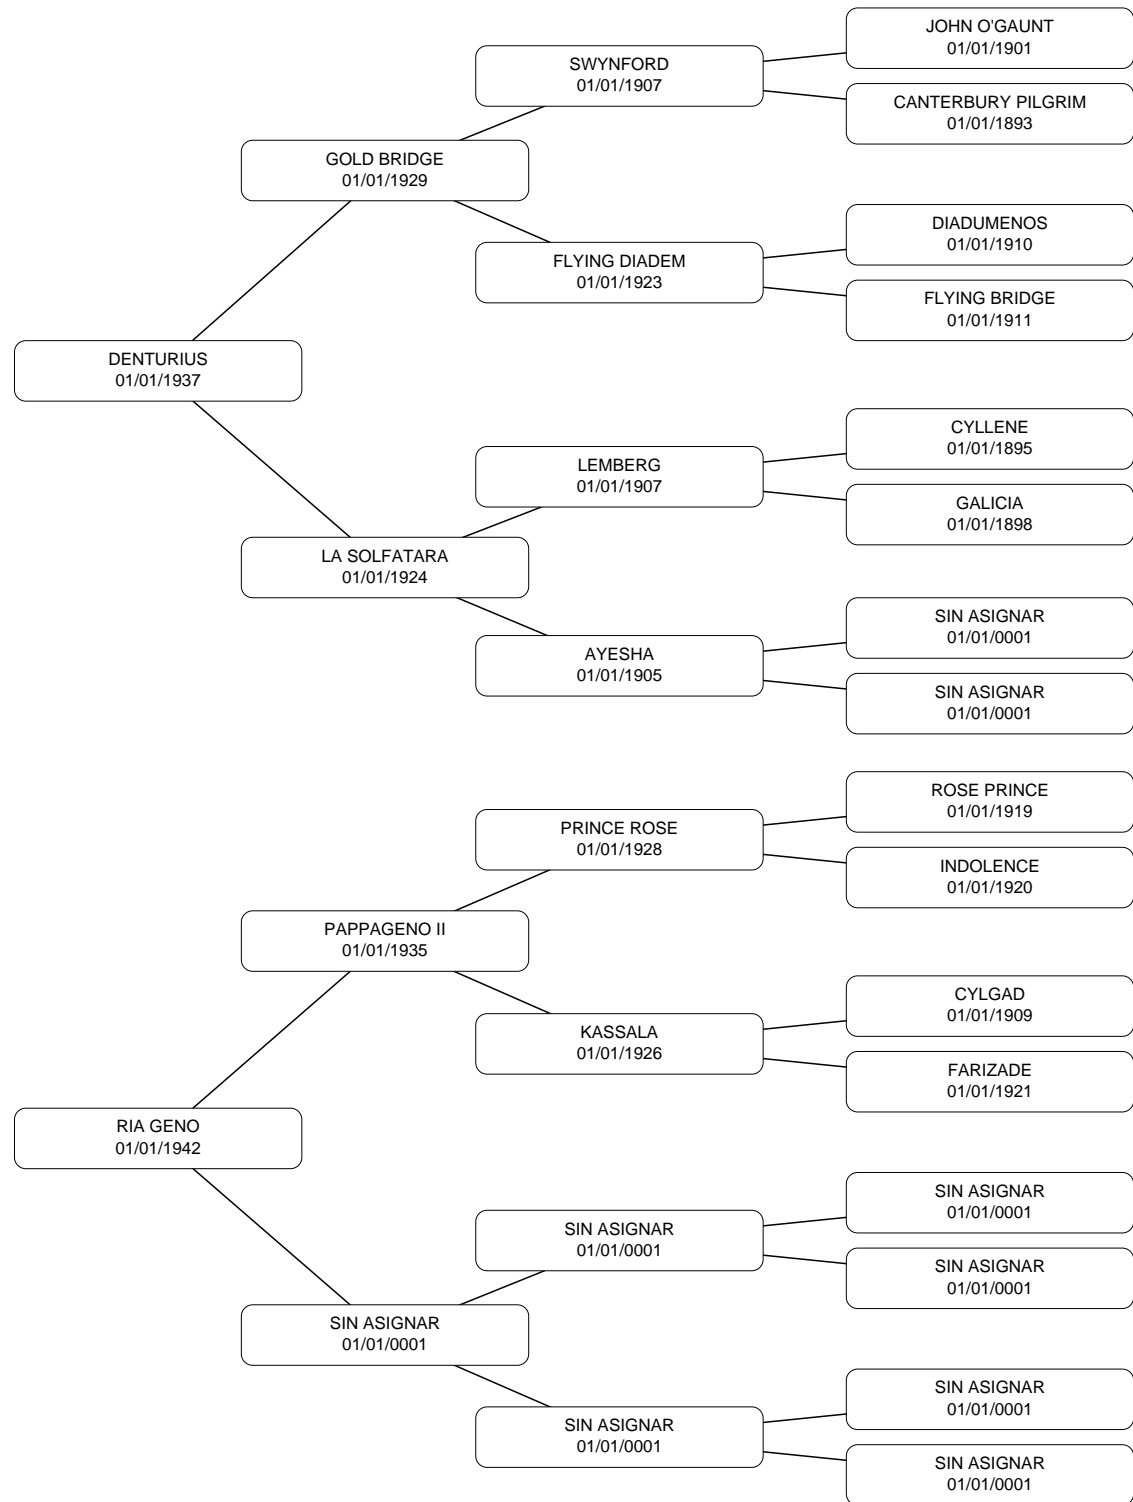 JOHN O'GAUNT
01/01/1901
SWYNFORD
01/01/1907
CANTERBURY PILGRIM
01/01/1893
GOLD BRIDGE
01/01/1929
DIADUMENOS
01/01/1910
FLYING DIADEM
01/01/1923
FLYING BRIDGE
01/01/1911
DENTURIUS
01/01/1937
CYLLENE
01/01/1895
LEMBERG
01/01/1907
GALICIA
01/01/1898
LA SOLFATARA
01/01/1924
SIN ASIGNAR
01/01/0001
AYESHA
01/01/1905
SIN ASIGNAR
01/01/0001
ROSE PRINCE
01/01/1919
PRINCE ROSE
01/01/1928
INDOLENCE
01/01/1920
PAPPAGENO II
01/01/1935
CYLGAD
01/01/1909
KASSALA
01/01/1926
FARIZADE
01/01/1921
RIA GENO
01/01/1942
SIN ASIGNAR
01/01/0001
SIN ASIGNAR
01/01/0001
SIN ASIGNAR
01/01/0001
SIN ASIGNAR
01/01/0001
SIN ASIGNAR
01/01/0001
SIN ASIGNAR
01/01/0001
SIN ASIGNAR
01/01/0001